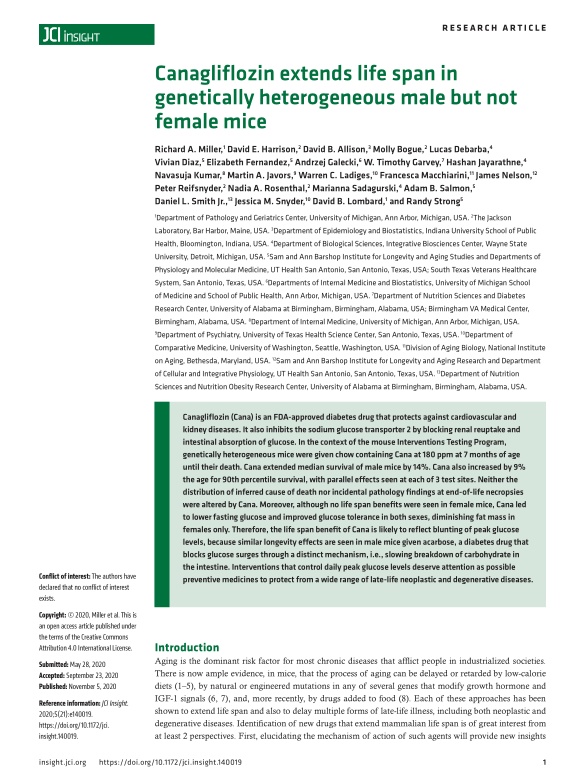 JCI INSIGHT
RESEARCH ARTICLE
Canagliflozin extends life span in
genetically heterogeneous male but not
female mice
Richard A. Miller,1 David E. Harrison,2 David B. Allison,3 Molly Bogue,2 Lucas Debarba,4
Vivian Diaz,5 Elizabeth Fernandez,5 Andrzej Galecki,6 W. Timothy Garvey,7 Hashan Jayarathne,4
Navasuja Kumar,8 Martin A. Javors,9 Warren C. Ladiges,10 Francesca Macchiarini,11 James Nelson,12
Peter Reifsnyder,2 Nadia A. Rosenthal,2 Marianna Sadagurski,4 Adam B. Salmon,5
Daniel L. Smith Jr.,13 Jessica M. Snyder,10 David B. Lombard,1 and Randy Strong5
1Department of Pathology and Geriatrics Center, University of Michigan, Ann Arbor, Michigan, USA. 2The Jackson
Laboratory, Bar Harbor, Maine, USA. 3Department of Epidemiology and Biostatistics, Indiana University School of Public
Health, Bloomington, Indiana, USA. 4Department of Biological Sciences, Integrative Biosciences Center, Wayne State
University, Detroit, Michigan, USA. 5Sam and Ann Barshop Institute for Longevity and Aging Studies and Departments of
Physiology and Molecular Medicine, UT Health San Antonio, San Antonio, Texas, USA; South Texas Veterans Healthcare
System, San Antonio, Texas, USA. 6Departments of Internal Medicine and Biostatistics, University of Michigan School
of Medicine and School of Public Health, Ann Arbor, Michigan, USA. 7Department of Nutrition Sciences and Diabetes
Research Center, University of Alabama at Birmingham, Birmingham, Alabama, USA; Birmingham VA Medical Center,
Birmingham, Alabama, USA. 8Department of Internal Medicine, University of Michigan, Ann Arbor, Michigan, USA.
9Department of Psychiatry, University of Texas Health Science Center, San Antonio, Texas, USA. 10Department of
Comparative Medicine, University of Washington, Seattle, Washington, USA. 11Division of Aging Biology, National Institute
on Aging, Bethesda, Maryland, USA. 12Sam and Ann Barshop Institute for Longevity and Aging Research and Department
of Cellular and Integrative Physiology, UT Health San Antonio, San Antonio, Texas, USA. 13Department of Nutrition
Sciences and Nutrition Obesity Research Center, University of Alabama at Birmingham, Birmingham, Alabama, USA.
Canagliflozin (Cana) is an FDA-approved diabetes drug that protects against cardiovascular and
kidney diseases. It also inhibits the sodium glucose transporter 2 by blocking renal reuptake and
intestinal absorption of glucose. In the context of the mouse Interventions Testing Program,
genetically heterogeneous mice were given chow containing Cana at 180 ppm at 7 months of age
until their death. Cana extended median survival of male mice by 14%. Cana also increased by 9%
the age for 90th percentile survival, with parallel effects seen at each of 3 test sites. Neither the
distribution of inferred cause of death nor incidental pathology findings at end-of-life necropsies
were altered by Cana. Moreover, although no life span benefits were seen in female mice, Cana led
to lower fasting glucose and improved glucose tolerance in both sexes, diminishing fat mass in
females only. Therefore, the life span benefit of Cana is likely to reflect blunting of peak glucose
levels, because similar longevity effects are seen in male mice given acarbose, a diabetes drug that
blocks glucose surges through a distinct mechanism, i.e., slowing breakdown of carbohydrate in
the intestine. Interventions that control daily peak glucose levels deserve attention as possible
preventive medicines to protect from a wide range of late-life neoplastic and degenerative diseases.
Conflict of interest: The authors have
declared that no conflict of interest
exists.
Copyright: © 2020, Miller et al. This is
an open access article published under
the terms of the Creative Commons
Attribution 4.0 International License.
Submitted: May 28, 2020
Accepted: September 23, 2020
Published: November 5, 2020
Reference information: JCI Insight.
2020;5(21):e140019.
https://doi.org/10.1172/jci.
insight.140019.
Introduction
Aging is the dominant risk factor for most chronic diseases that afflict people in industrialized societies.
There is now ample evidence, in mice, that the process of aging can be delayed or retarded by low-calorie
diets (1–5), by natural or engineered mutations in any of several genes that modify growth hormone and
IGF-1 signals (6, 7), and, more recently, by drugs added to food (8). Each of these approaches has been
shown to extend life span and also to delay multiple forms of late-life illness, including both neoplastic and
degenerative diseases. Identification of new drugs that extend mammalian life span is of great interest from
at least 2 perspectives. First, elucidating the mechanism of action of such agents will provide new insights
insight.jci.org https://doi.org/10.1172/jci.insight.140019
1